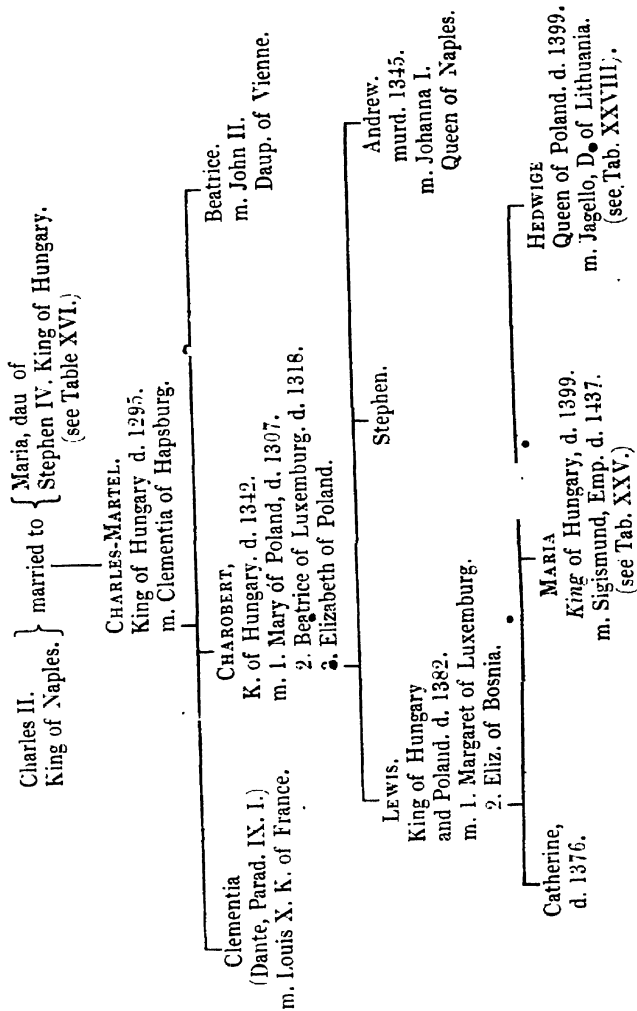 Charles II.
King of Naples.
married to
Maria, dau of
Stephen IV. King of Hungary.
(see Table XVI.)
CHARLES-MARTEL.
King of Hungary d. 1295.
m. Clementia of Hapsburg.
Clementia
(Dante, Parad. IX. I.)
m. Louis X. K. of France.
CHAROBERT,
K. of Hungary. d. 1342.
m. 1. Mary of Poland, d. 1307.
2. Beatrice of Luxemburg. d. 1318.
3. Elizabeth of Poland.
Beatrice.
m. John II.
Daup. of Vienne.
LEWIS.
King of Hungary
and Poland. d. 1382.
m. 1. Margaret of Luxemburg.
2. Eliz. of Bosnia.
Stephen.
Andrew.
murd. 1345.
m. Johanna I.
Queen of Naples.
Catherine,
d. 1376.
MARIA
King of Hungary, d. 1399.
m. Sigismund, Emp. d. 1437.
(see Tab. XXV.)
HEDWIGE
Queen of Poland. d. 1399.
m. Jagello, D. of Lithuania.
(see Tab. XXVIII.